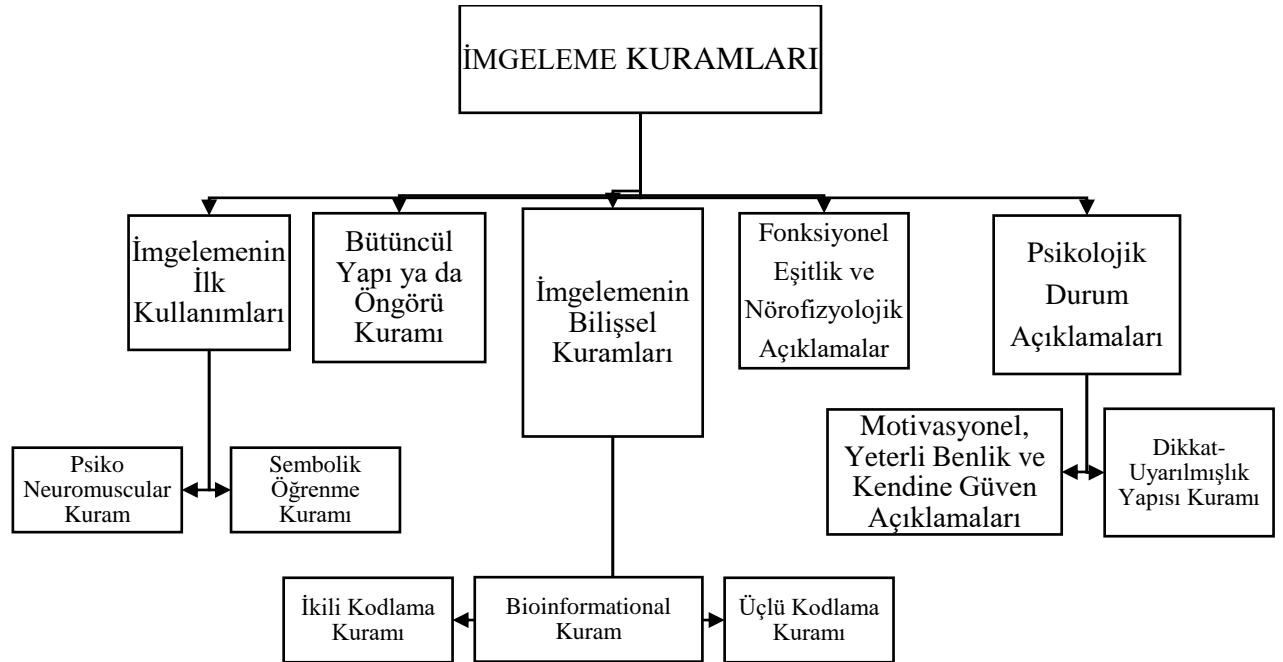 İMGELEME KURAMLARI
İmgelemenin
İlk
Kullanımları
Bütüncül
Yapı ya da
Öngörü
Kuramı
İmgelemenin
Bilişsel
Kuramları
Fonksiyonel
Eşitlik ve
Nörofizyolojik
Açıklamalar
Psikolojik
Durum
Açıklamaları
Psiko
Neuromuscular
Kuram
Sembolik
Öğrenme
Kuramı
Motivasyonel,
Yeterli Benlik ve
Kendine Güven
Açıklamaları
Dikkat-
Uyarılmışlık
Yapısı Kuramı
İkili Kodlama
Kuramı
Bioinformational
Kuram
Üçlü Kodlama
Kuramı